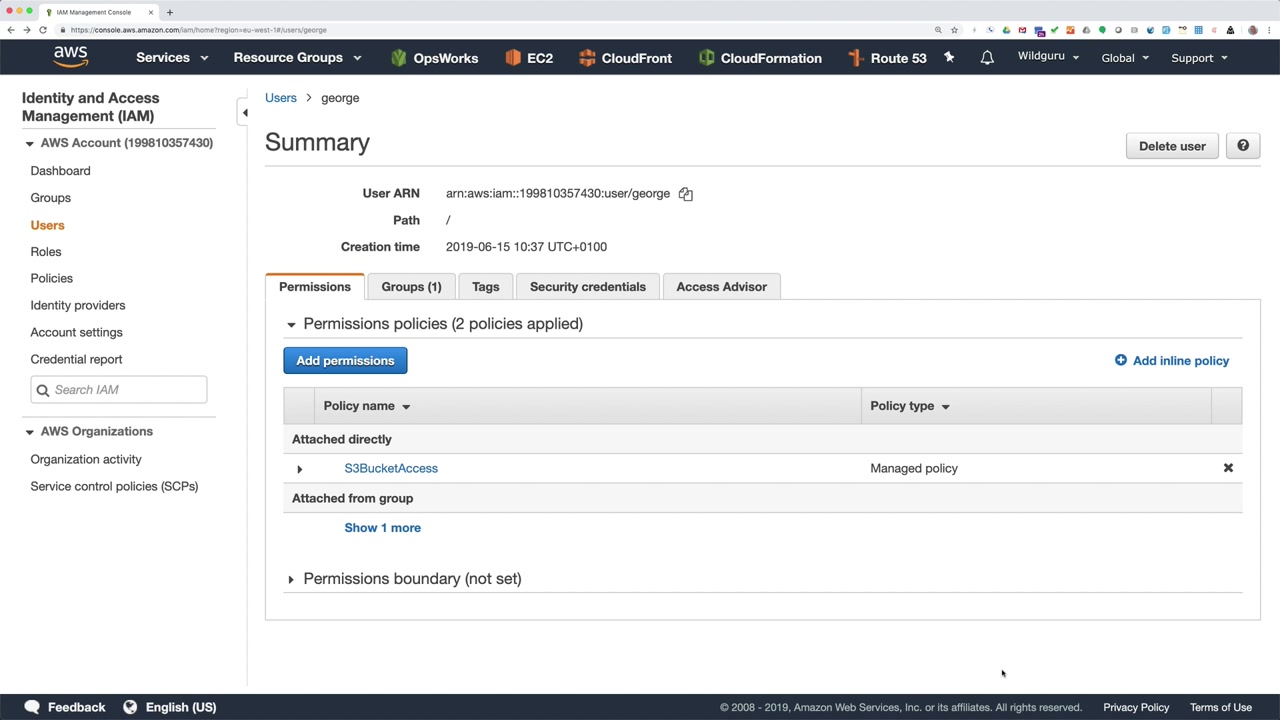 IAM Management Console
https://console.aws.amazon.com/iam/home?region=eu-west-1#/users/george
aws Services Resource Groups OpsWorks EC2 CloudFront CloudFormation Route 53 Wildguru Global Support
Identity and Access
Management (IAM)
AWS Account (199810357430)
Dashboard
Groups
Users
Roles
Policies
Identity providers
Account settings
Credential report
Search IAM
AWS Organizations
Organization activity
Service control policies (SCPs)
Users > george
Summary
Delete user
User ARN arn:aws:iam::199810357430:user/george
Path /
Creation time 2019-06-15 10:37 UTC+0100
Permissions Groups (1) Tags Security credentials Access Advisor
Permissions policies (2 policies applied)
Add permissions Add inline policy
Policy name Policy type
Attached directly
S3BucketAccess Managed policy
Attached from group
Show 1 more
Permissions boundary (not set)
Feedback English (US) © 2008 - 2019, Amazon Web Services, Inc. or its affiliates. All rights reserved. Privacy Policy Terms of Use